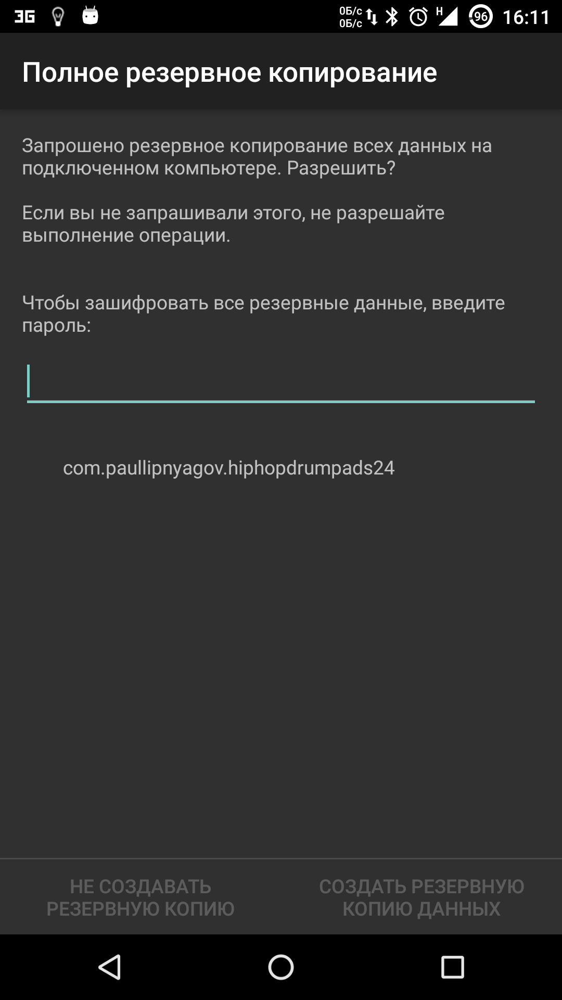 3G
0Б/с
0Б/с
H
96
16:11
Полное резервное копирование
Запрошено резервное копирование всех данных на
подключенном компьютере. Разрешить?
Если вы не запрашивали этого, не разрешайте
выполнение операции.
Чтобы зашифровать все резервные данные, введите
пароль:
com.paullipnyagov.hiphopdrumpads24
НЕ СОЗДАВАТЬ
РЕЗЕРВНУЮ КОПИЮ
СОЗДАТЬ РЕЗЕРВНУЮ
КОПИЮ ДАННЫХ